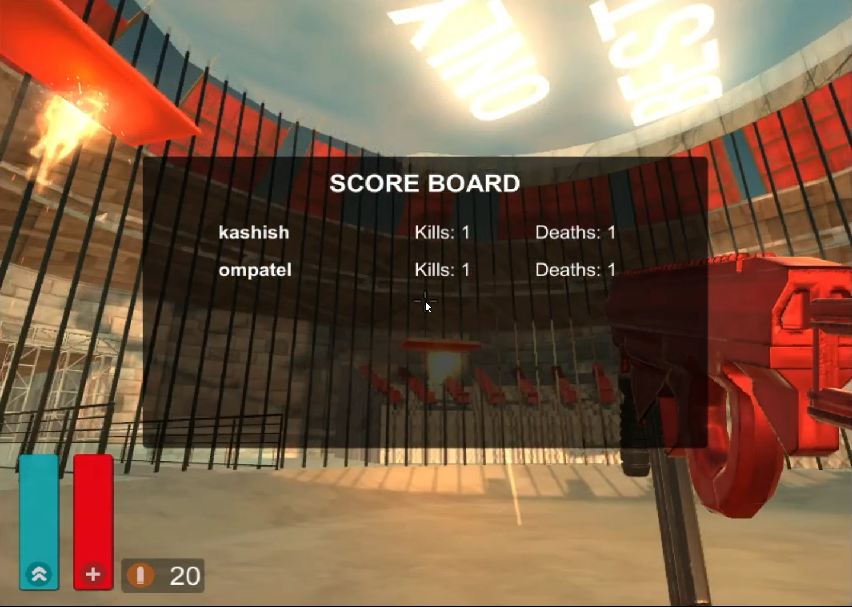 ONLY
BEST
SCORE BOARD
kashish Kills: 1 Deaths: 1
ompatel Kills: 1 Deaths: 1
20